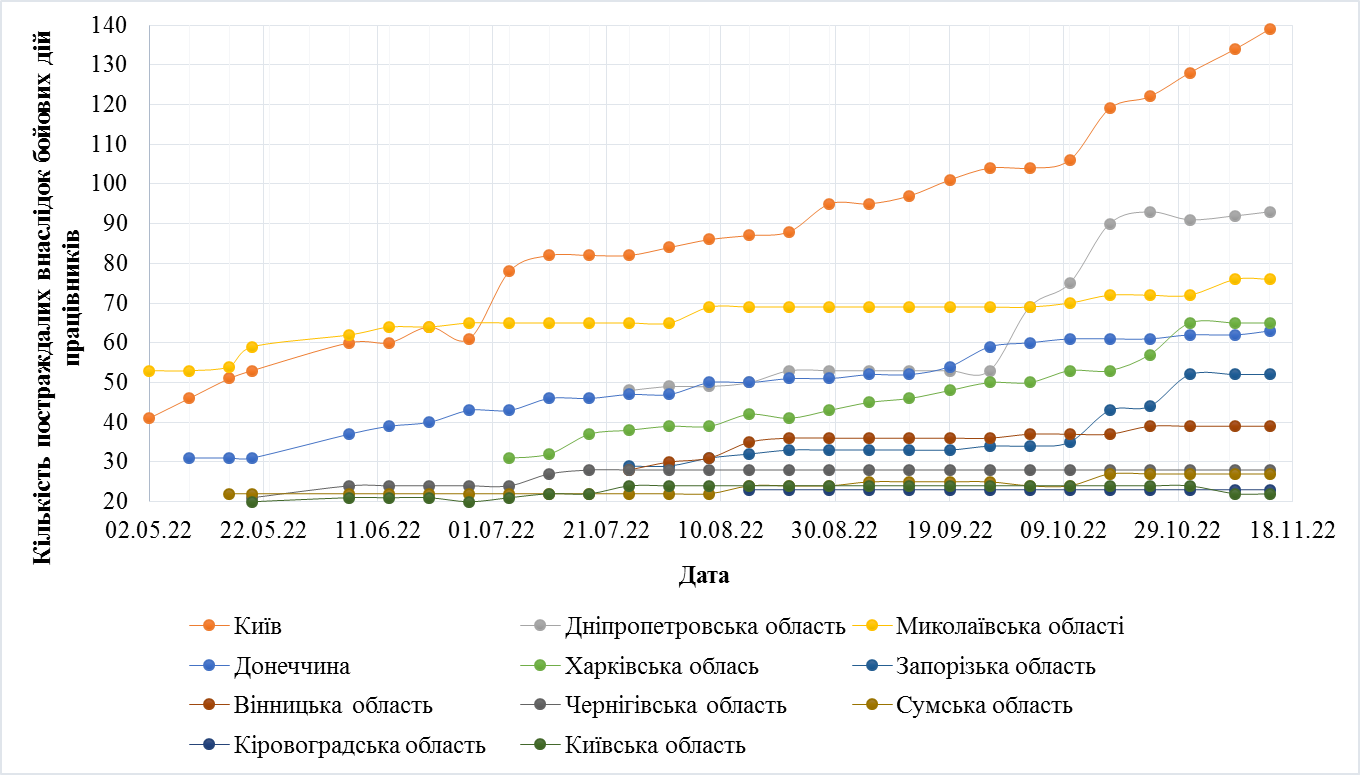 Кількість постраждалих внаслідок бойових дій
працівників
140
130
120
110
100
90
80
70
60
50
40
30
20
02.05.22 22.05.22 11.06.22 01.07.22 21.07.22 10.08.22 30.08.22 19.09.22 09.10.22 29.10.22 18.11.22
Дата
Київ Дніпропетровська область Миколаївська області
Донеччина Харківська облась Запорізька область
Вінницька область Чернігівська область Сумська область
Кіровоградська область Київська область